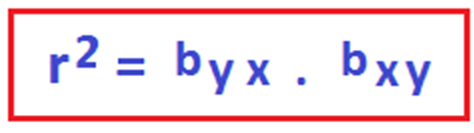 r² = byx . bxy